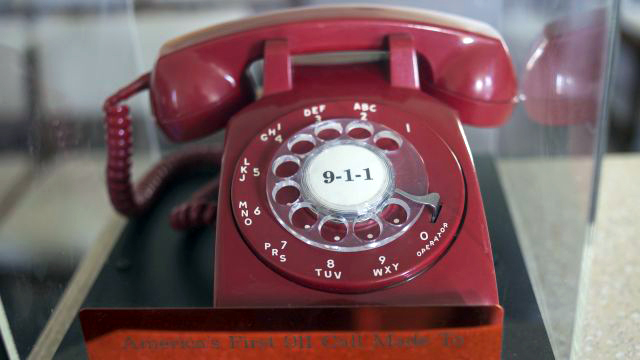 ABC
2
1
DEF
3
GHI
4
L
KJ 5
MNO 6
PRS 7
TUV 8
WXY 9
OPERATOR 0
9-1-1
America's First 911 Call Made To